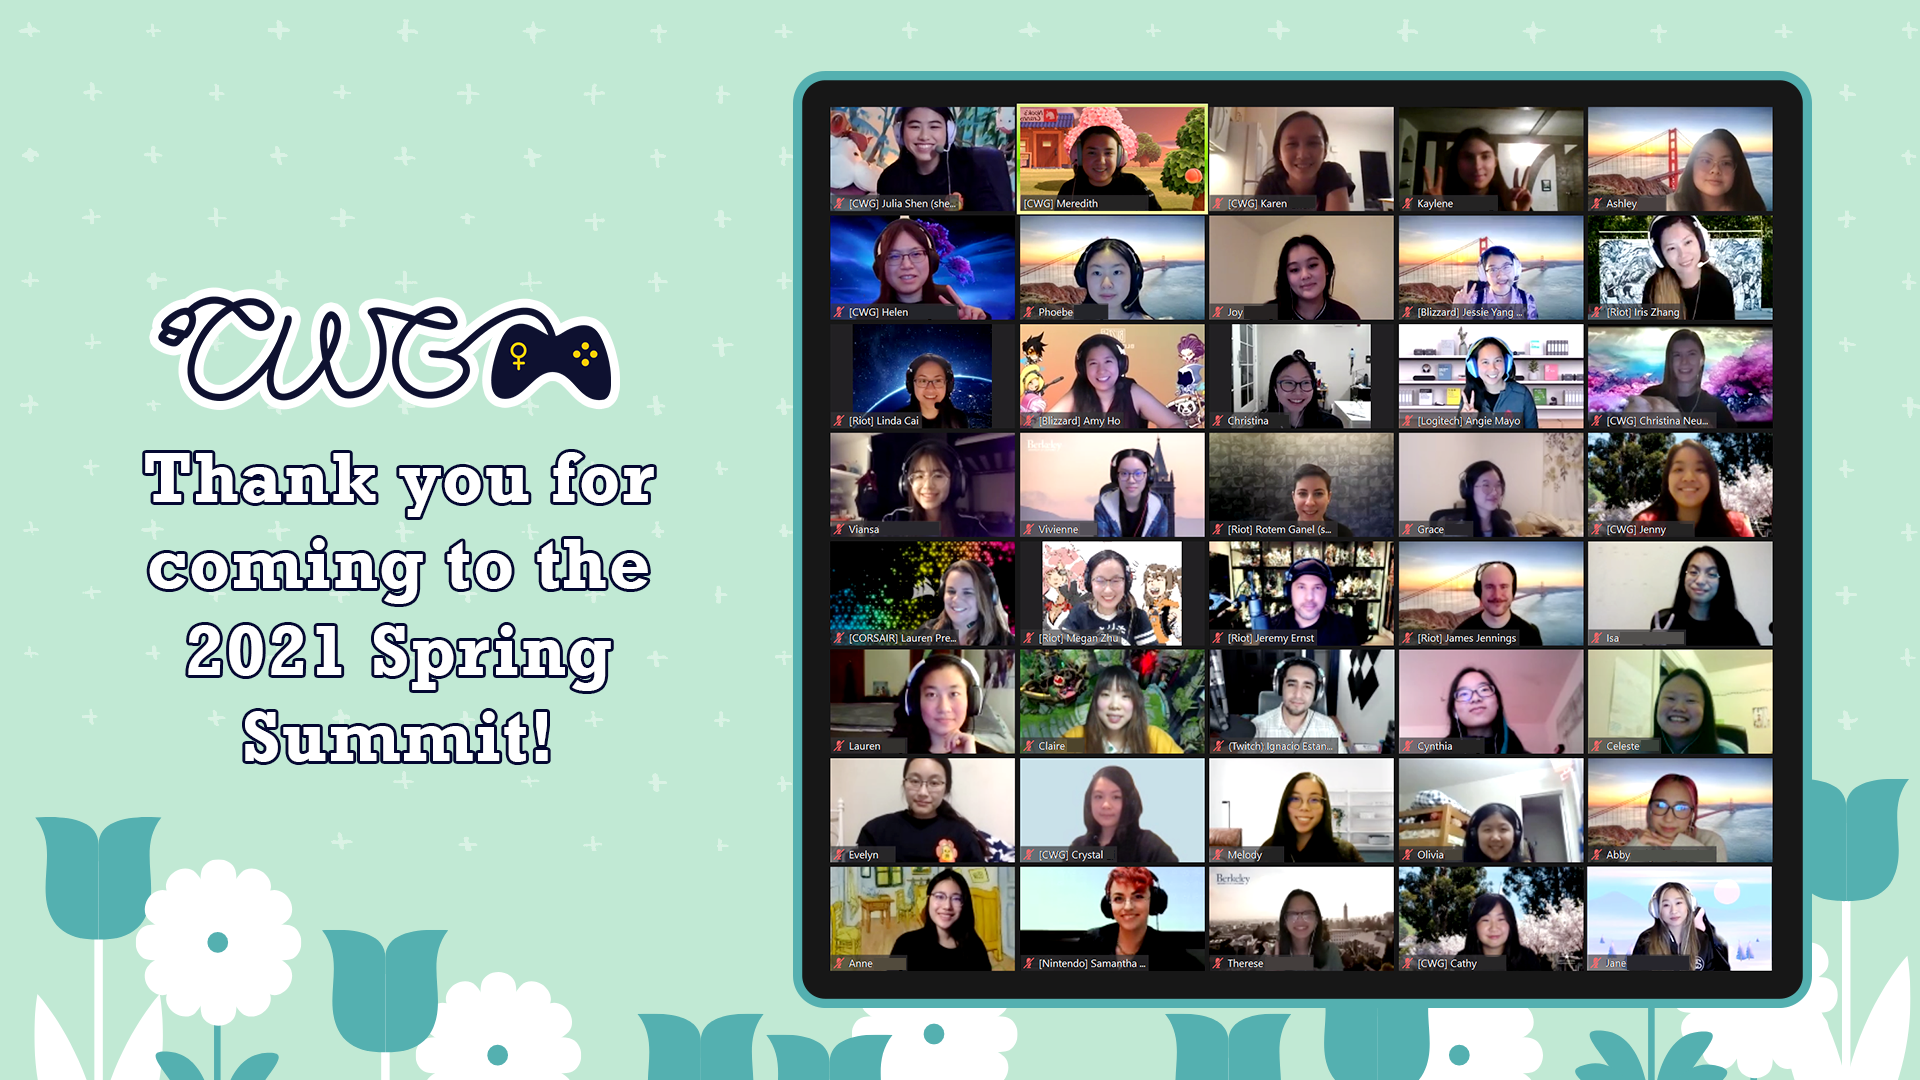 CWG
Thank you for
coming to the
2021 Spring
Summit!
[CWG] Julia Shen (she...
[CWG] Meredith
[CWG] Karen
Kaylene
Ashley
[CWG] Helen
Phoebe
Joy
[Blizzard] Jessie Yang ...
[Riot] Iris Zhang
[Riot] Linda Cai
[Blizzard] Amy Ho
Christina
[Logitech] Angie Mayo
[CWG] Christina Neu...
Viansa
Berkeley
Vivienne
[Riot] Rotem Ganel (s...
Grace
[CWG] Jenny
[CORSAIR] Lauren Pre...
[Riot] Megan Zhu
[Riot] Jeremy Ernst
[Riot] James Jennings
Isa
Lauren
Claire
(Twitch) Ignacio Estan...
Cynthia
Celeste
Evelyn
[CWG] Crystal
Melody
Olivia
Abby
Anne
[Nintendo] Samantha ...
Berkeley
Therese
[CWG] Cathy
Jane